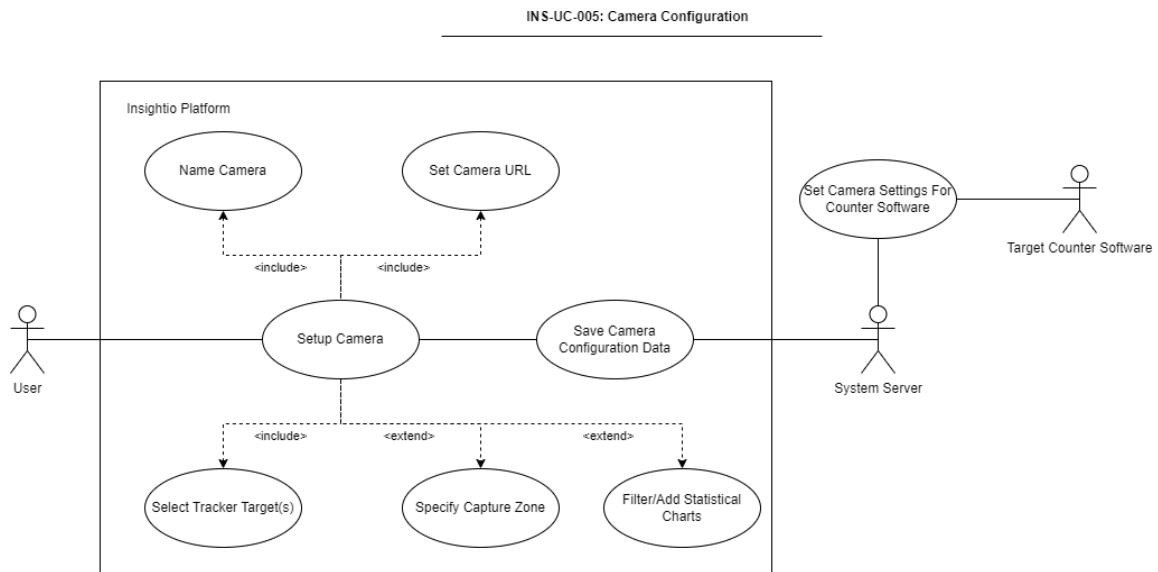 INS-UC-005: Camera Configuration
Insightio Platform
Name Camera
Set Camera URL
Set Camera Settings For
Counter Software
Target Counter Software
<include>
<include>
Setup Camera
Save Camera
Configuration Data
User
System Server
<include>
<extend>
<extend>
Select Tracker Target(s)
Specify Capture Zone
Filter/Add Statistical
Charts